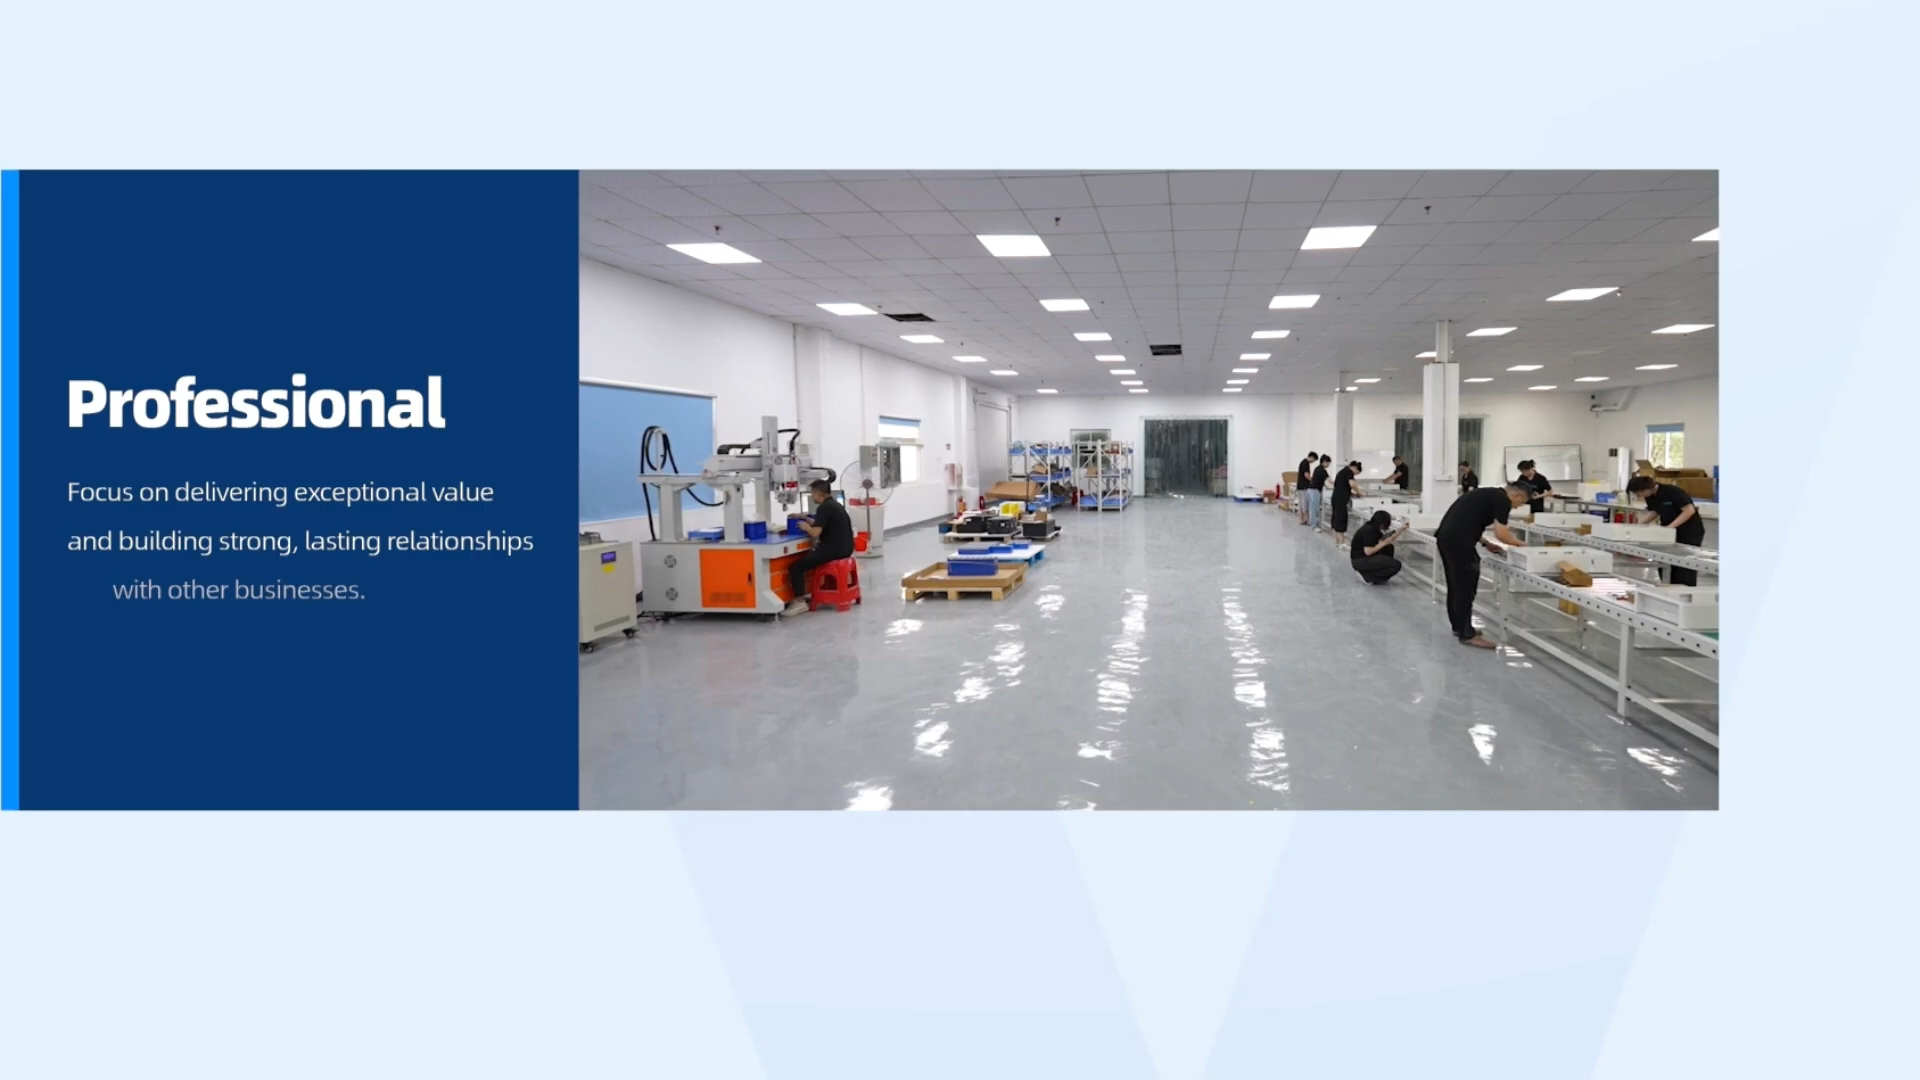 Professional
Focus on delivering exceptional value
and building strong, lasting relationships
with other businesses.